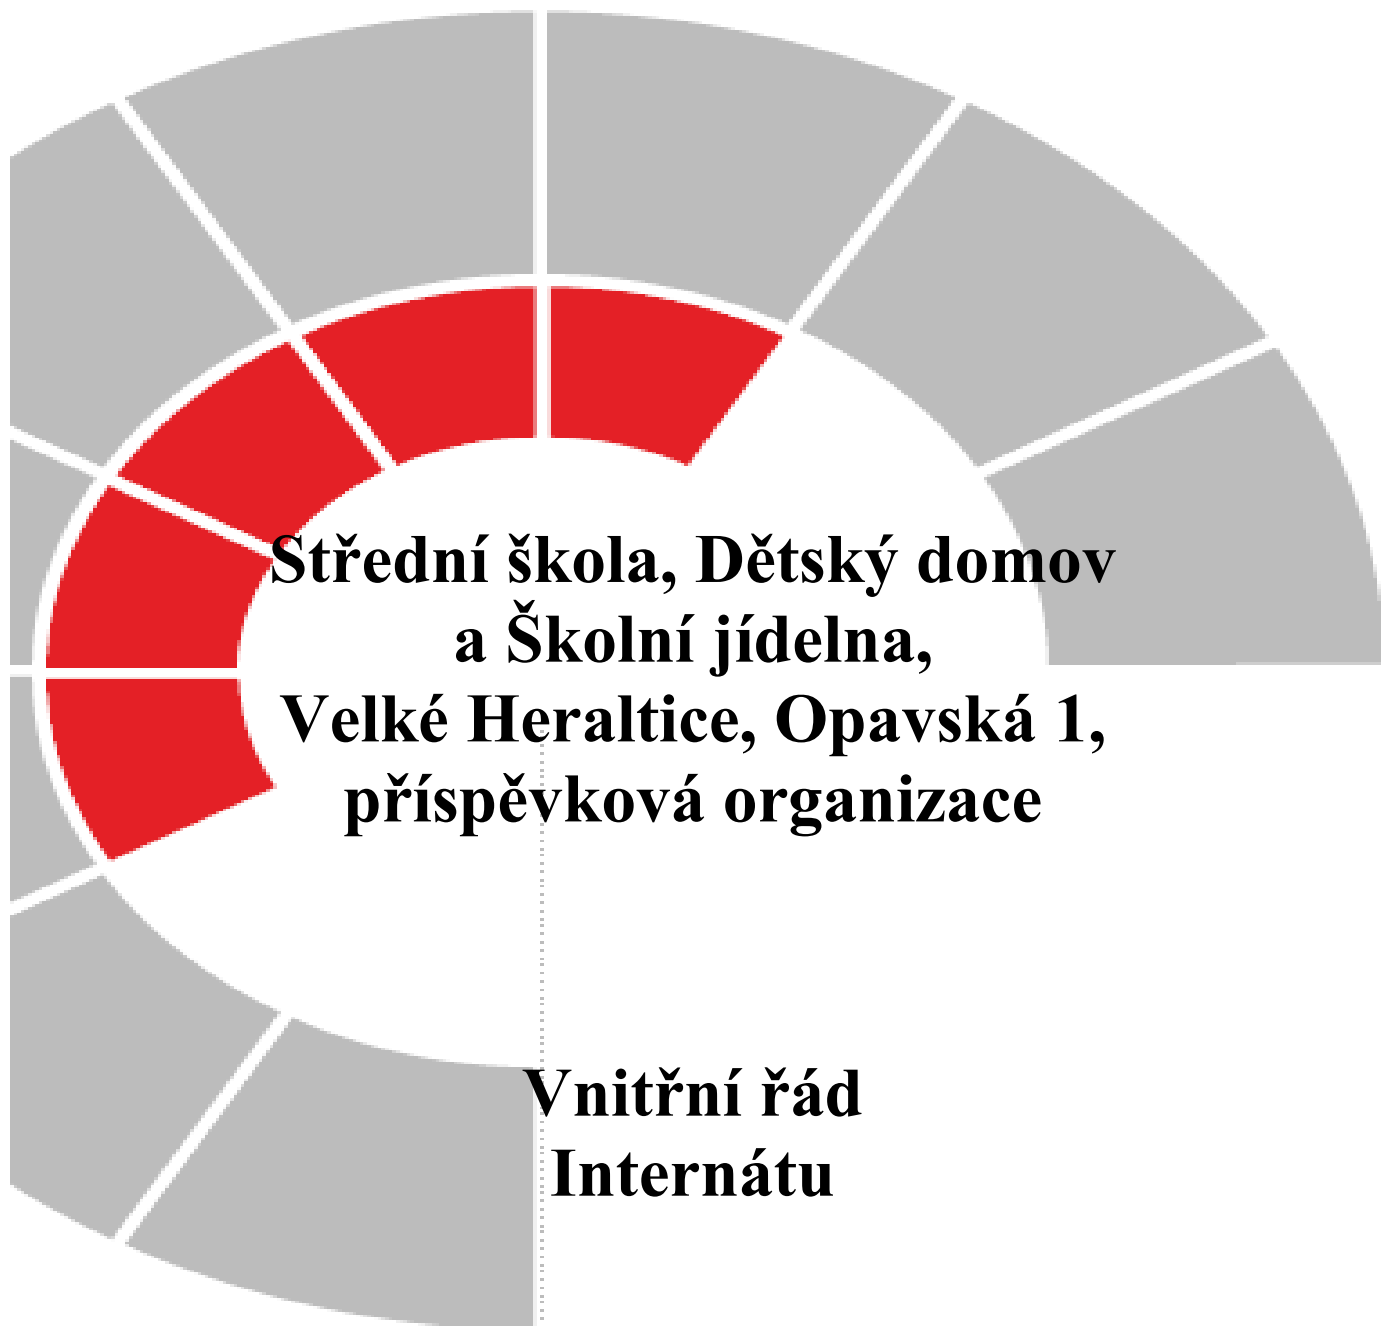 Střední škola, Dětský domov
a Školní jídelna,
Velké Heraltice, Opavská 1,
příspěvková organizace
Vnitřní řád
Internátu